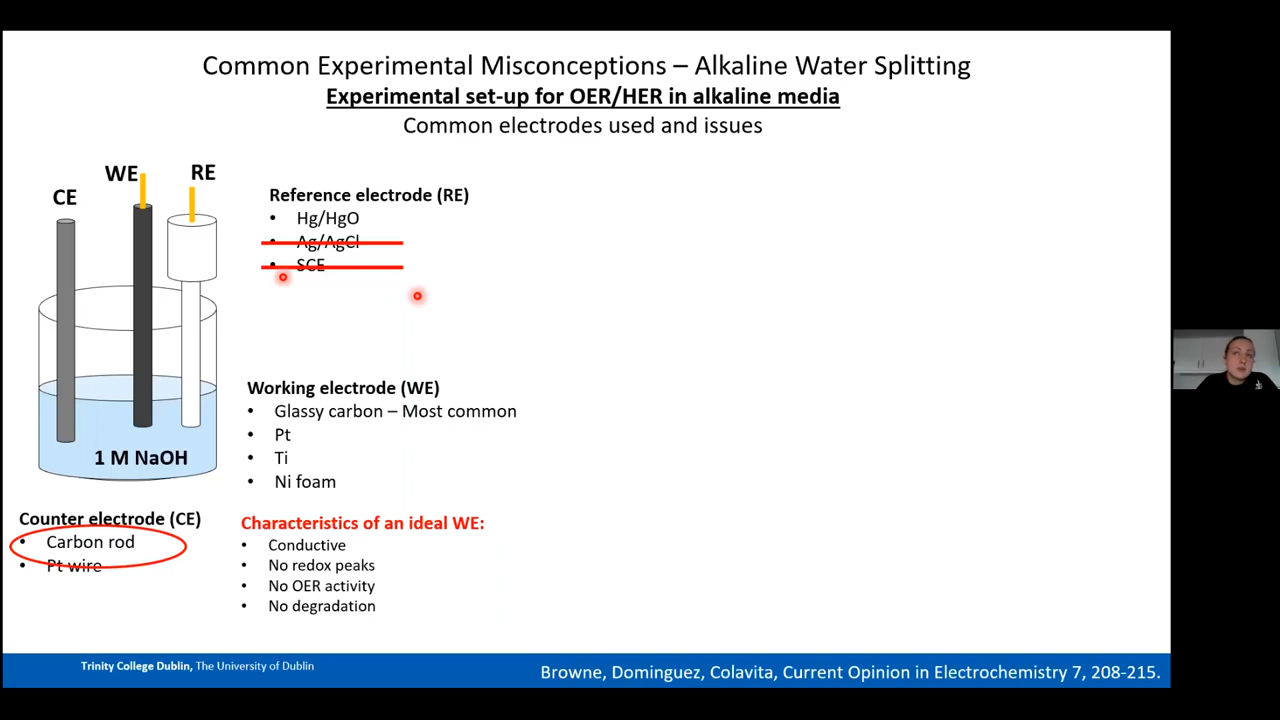 Common Experimental Misconceptions – Alkaline Water Splitting
Experimental set-up for OER/HER in alkaline media
Common electrodes used and issues
CE
WE
RE
1 M NaOH
Reference electrode (RE)
• Hg/HgO
• Ag/AgCl
• SCE
Working electrode (WE)
• Glassy carbon – Most common
• Pt
• Ti
• Ni foam
Counter electrode (CE)
• Carbon rod
• Pt wire
Characteristics of an ideal WE:
• Conductive
• No redox peaks
• No OER activity
• No degradation
Trinity College Dublin, The University of Dublin
Browne, Dominguez, Colavita, Current Opinion in Electrochemistry 7, 208-215.